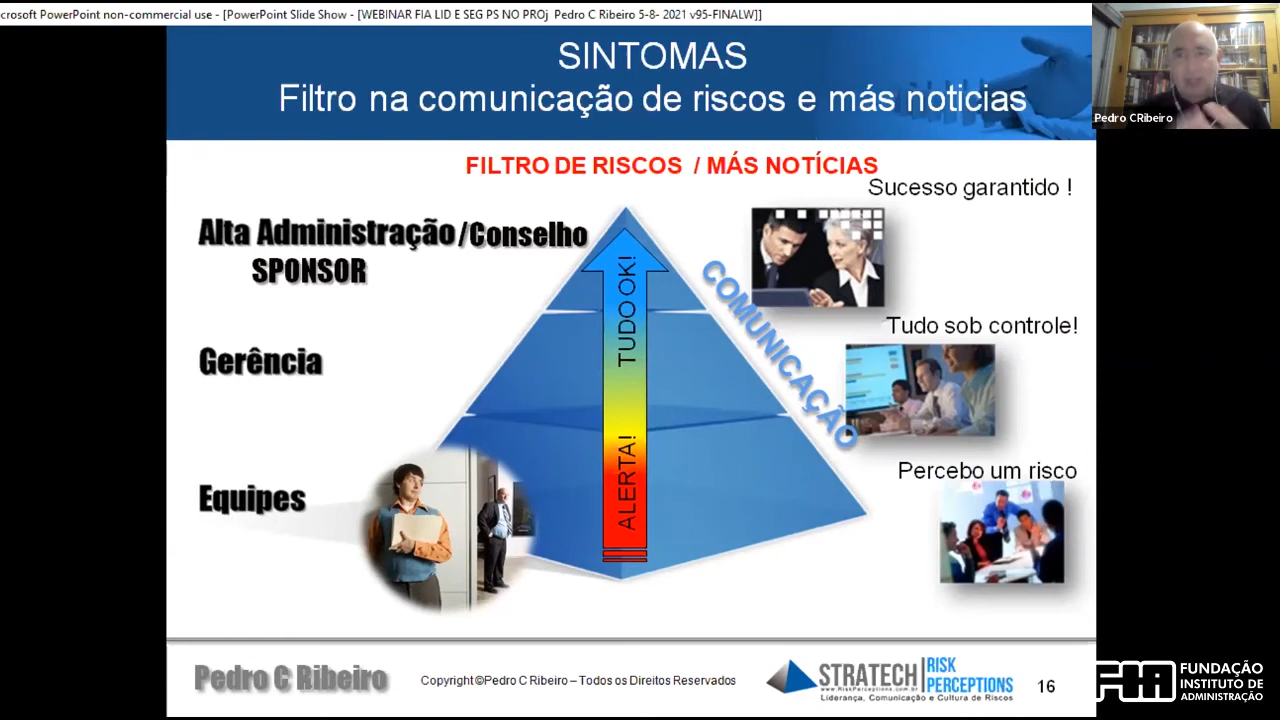 crosoft PowerPoint non-commercial use - [PowerPoint Slide Show - [WEBINAR FIA LID E SEG PS NO PROj Pedro C Ribeiro 5-8- 2021 v95-FINALW]]
SINTOMAS
Filtro na comunicação de riscos e más noticias
Pedro CRibeiro
FILTRO DE RISCOS / MÁS NOTÍCIAS
Sucesso garantido !
Alta Administração/Conselho
SPONSOR
TUDO OK!
COMUNICAÇÃO
Tudo sob controle!
Gerência
ALERTA!
Percebo um risco
Equipes
Pedro C Ribeiro
Copyright ©Pedro C Ribeiro – Todos os Direitos Reservados
STRATECH
www.RiskPerceptions.com.br
RISK
PERCEPTIONS
Liderança, Comunicação e Cultura de Riscos
16
FIA
FUNDAÇÃO
INSTITUTO DE
ADMINISTRAÇÃO